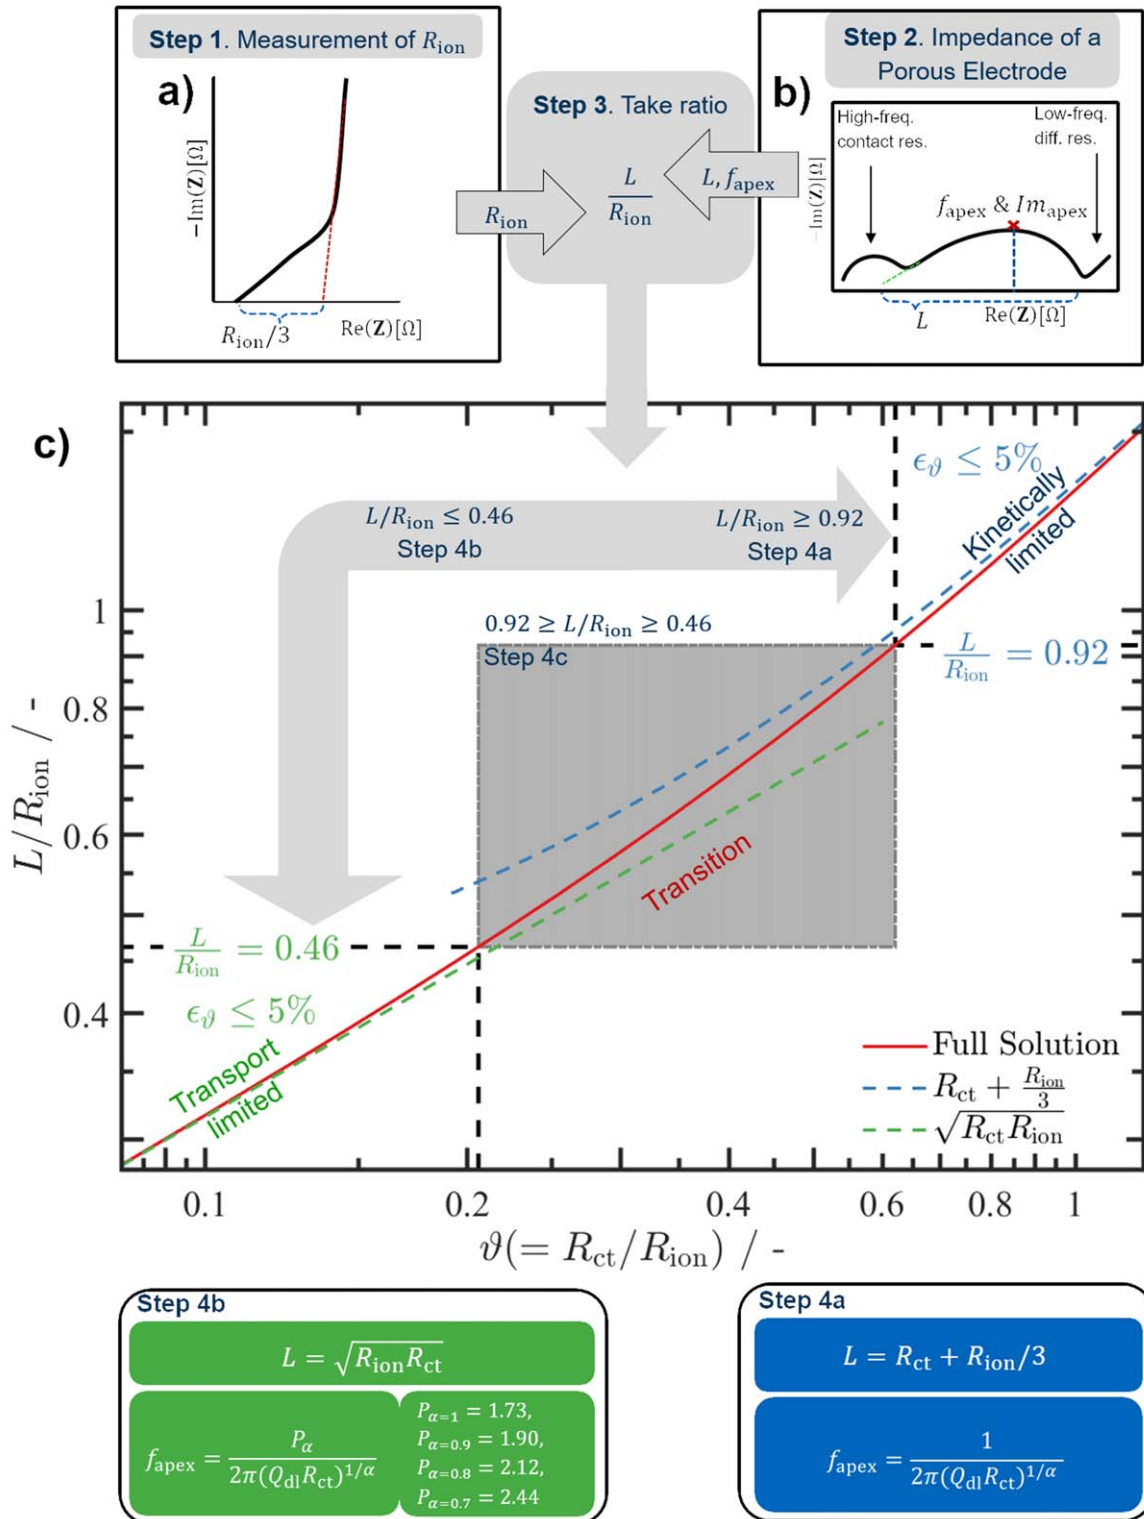 Step 1. Measurement of R_ion
a)
−Im(Z)[Ω]
R_ion/3
Re(Z)[Ω]
Step 3. Take ratio
R_ion
L/R_ion
L, f_apex
Step 2. Impedance of a
Porous Electrode
b)
High-freq.
contact res.
Low-freq.
diff. res.
−Im(Z)[Ω]
f_apex & Im_apex
L
Re(Z)[Ω]
c)
L/R_ion ≤ 0.46
Step 4b
L/R_ion ≥ 0.92
Step 4a
ϵ_ϑ ≤ 5%
Kinetically
limited
0.92 ≥ L/R_ion ≥ 0.46
Step 4c
L/R_ion = 0.92
Transition
L/R_ion = 0.46
ϵ_ϑ ≤ 5%
Transport
limited
Full Solution
R_ct + R_ion/3
√(R_ct R_ion)
L/R_ion / -
1
0.8
0.6
0.4
0.1
0.2
0.4
0.6
0.8
1
ϑ(= R_ct/R_ion) / -
Step 4b
L = √(R_ion R_ct)
f_apex = P_α / 2π(Q_dl R_ct)^1/α
P_α=1 = 1.73,
P_α=0.9 = 1.90,
P_α=0.8 = 2.12,
P_α=0.7 = 2.44
Step 4a
L = R_ct + R_ion/3
f_apex = 1 / 2π(Q_dl R_ct)^1/α